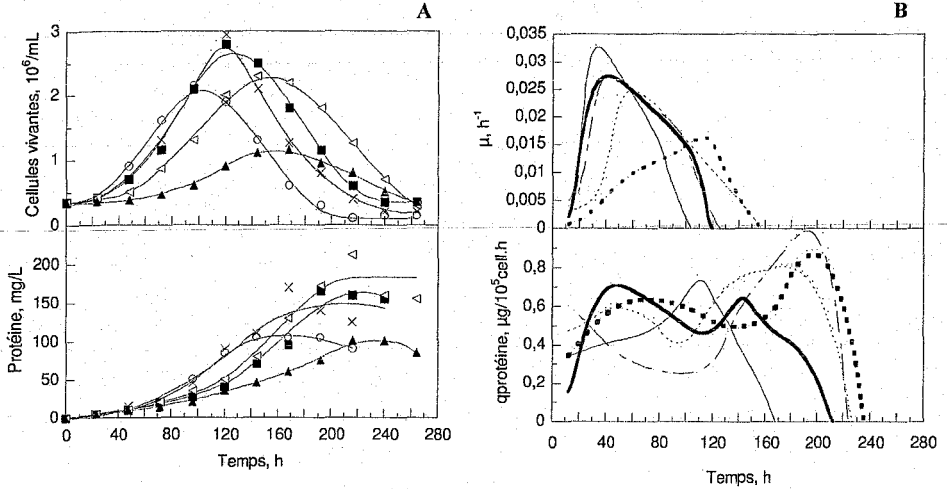 A
3
2
1
0
Cellules vivantes, 10⁶/mL
200
150
100
50
0
Protéine, mg/L
0 40 80 120 160 200 240 280
Temps, h
B
0,035
0,03
0,025
0,02
0,015
0,01
0,005
0
µ, h⁻¹
0,8
0,6
0,4
0,2
0
qprotéine, µg/10⁵cell.h
0 40 80 120 160 200 240 280
Temps, h